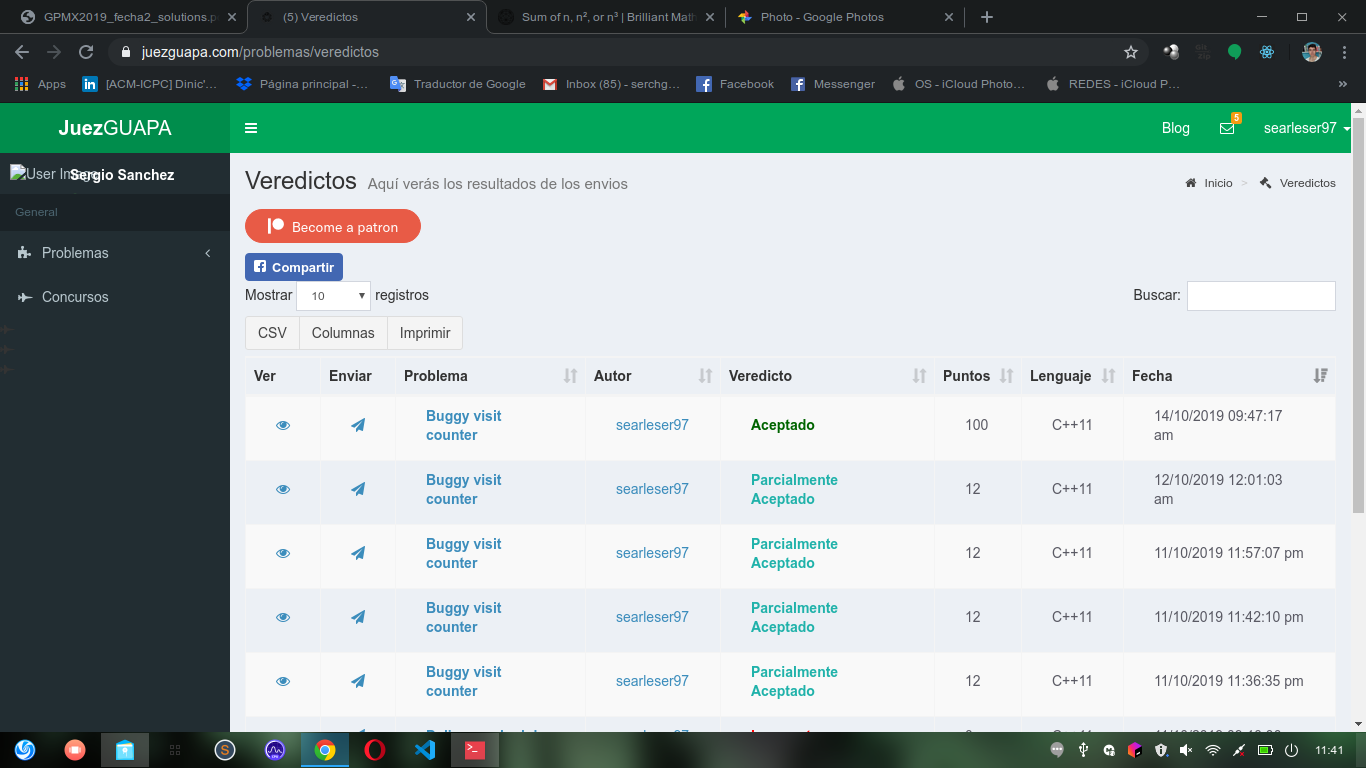 GPMX2019_fecha2_solutions.p
(5) Veredictos
Sum of n, n², or n³ | Brilliant Math
Photo - Google Photos
juezguapa.com/problemas/veredictos
Apps
[ACM-ICPC] Dinic'...
Página principal -...
Traductor de Google
Inbox (85) - serchg...
Facebook
Messenger
OS - iCloud Photo...
REDES - iCloud P...
JuezGUAPA
Blog
5
searleser97
User Image
Sergio Sanchez
General
Problemas
Concursos
Veredictos Aquí verás los resultados de los envios
Inicio > Veredictos
Become a patron
Compartir
Mostrar 10 registros
Buscar:
CSV Columnas Imprimir
Ver Enviar Problema Autor Veredicto Puntos Lenguaje Fecha
Buggy visit counter searleser97 Aceptado 100 C++11 14/10/2019 09:47:17 am
Buggy visit counter searleser97 Parcialmente Aceptado 12 C++11 12/10/2019 12:01:03 am
Buggy visit counter searleser97 Parcialmente Aceptado 12 C++11 11/10/2019 11:57:07 pm
Buggy visit counter searleser97 Parcialmente Aceptado 12 C++11 11/10/2019 11:42:10 pm
Buggy visit counter searleser97 Parcialmente Aceptado 12 C++11 11/10/2019 11:36:35 pm
11:41